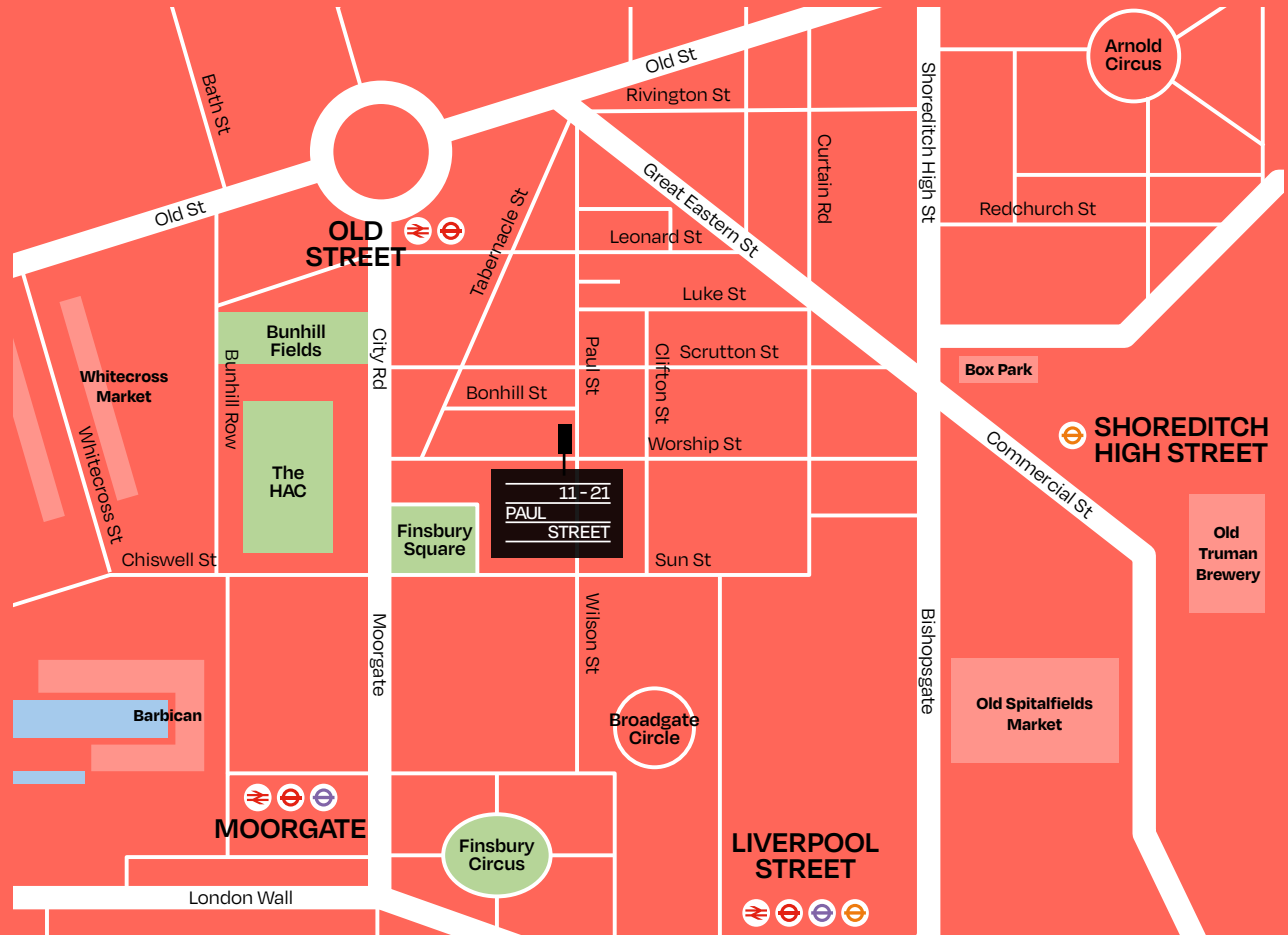 Arnold
Circus
Old St
Bath St
Rivington St
Shoreditch High St
Curtain Rd
Great Eastern St
Tabernacle St
Old St
Redchurch St
OLD
STREET
Leonard St
Luke St
Bunhill
Fields
City Rd
Paul St
Clifton St
Scrutton St
Bunhill Row
Whitecross
Market
Box Park
Bonhill St
Whitecross St
Worship St
Commercial St
SHOREDITCH
HIGH STREET
The
HAC
11-21
PAUL
STREET
Finsbury
Square
Old
Truman
Brewery
Chiswell St
Sun St
Wilson St
Moorgate
Bishopsgate
Barbican
Broadgate
Circle
Old Spitalfields
Market
MOORGATE
Finsbury
Circus
LIVERPOOL
STREET
London Wall